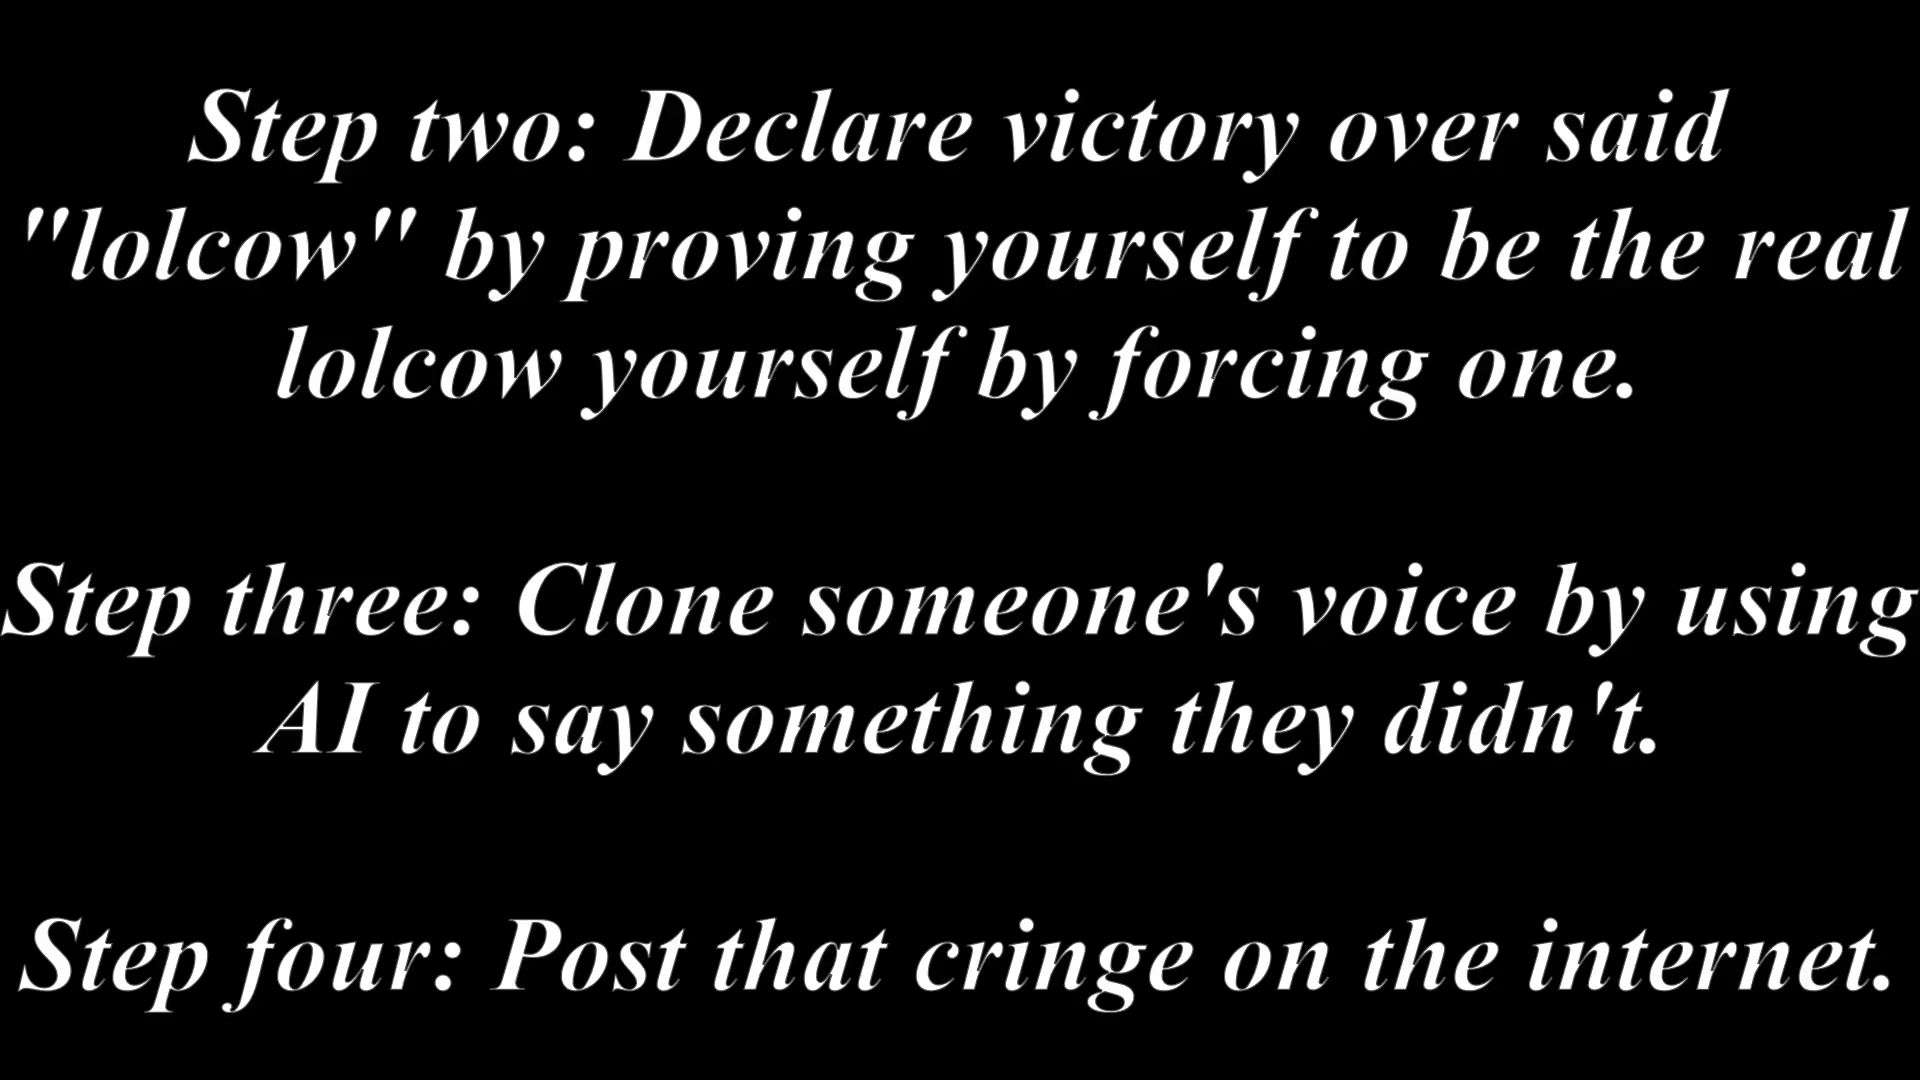 Step two: Declare victory over said
"lolcow" by proving yourself to be the real
lolcow yourself by forcing one.
Step three: Clone someone's voice by using
AI to say something they didn't.
Step four: Post that cringe on the internet.